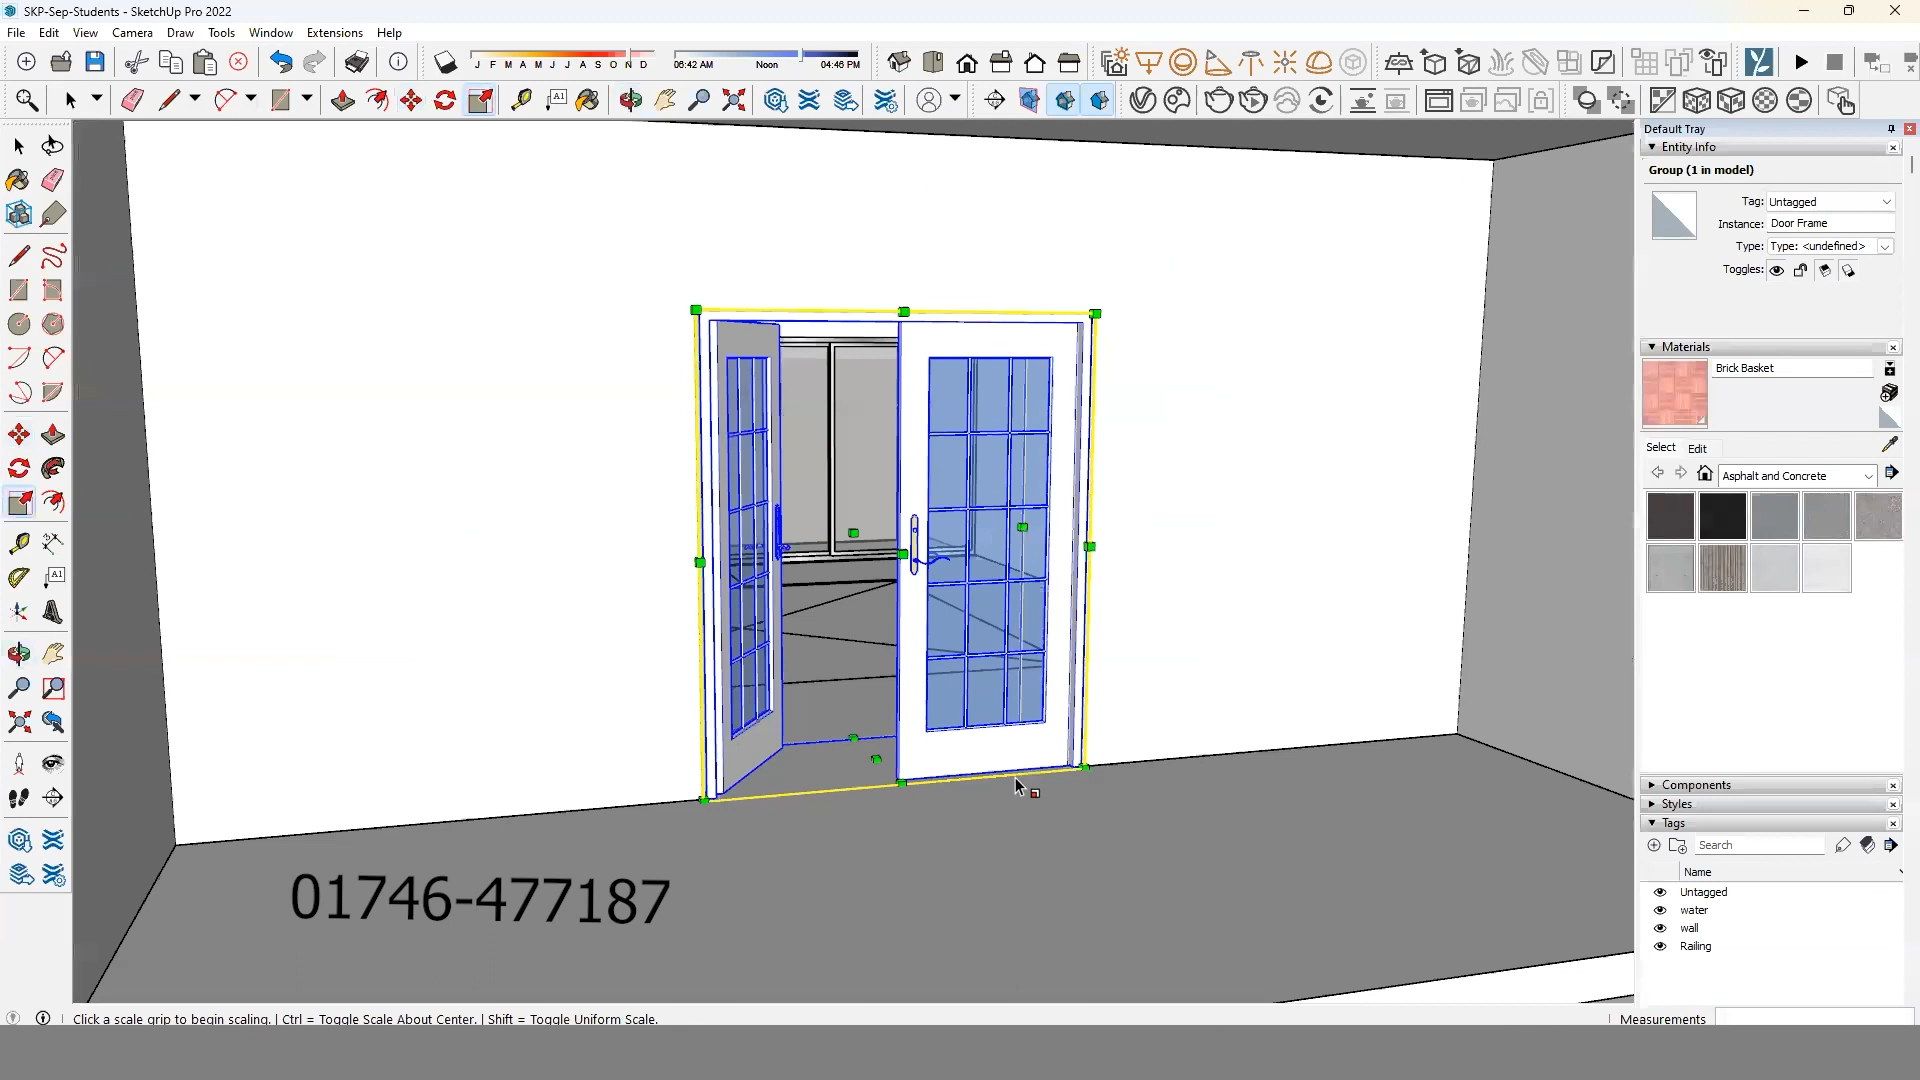 SKP-Sep-Students - SketchUp Pro 2022
File Edit View Camera Draw Tools Window Extensions Help
J F M A M J J A S O N D 06:42 AM Noon 04:46 PM
A1
Default Tray
Entity Info
Group (1 in model)
Tag: Untagged
Instance: Door Frame
Type: Type: <undefined>
Toggles:
Materials
Brick Basket
Select Edit
Asphalt and Concrete
A1
Components
Styles
Tags
Search
Name
Untagged
water
wall
Railing
01746-477187
Click a scale grip to begin scaling. | Ctrl = Toggle Scale About Center. | Shift = Toggle Uniform Scale.
Measurements